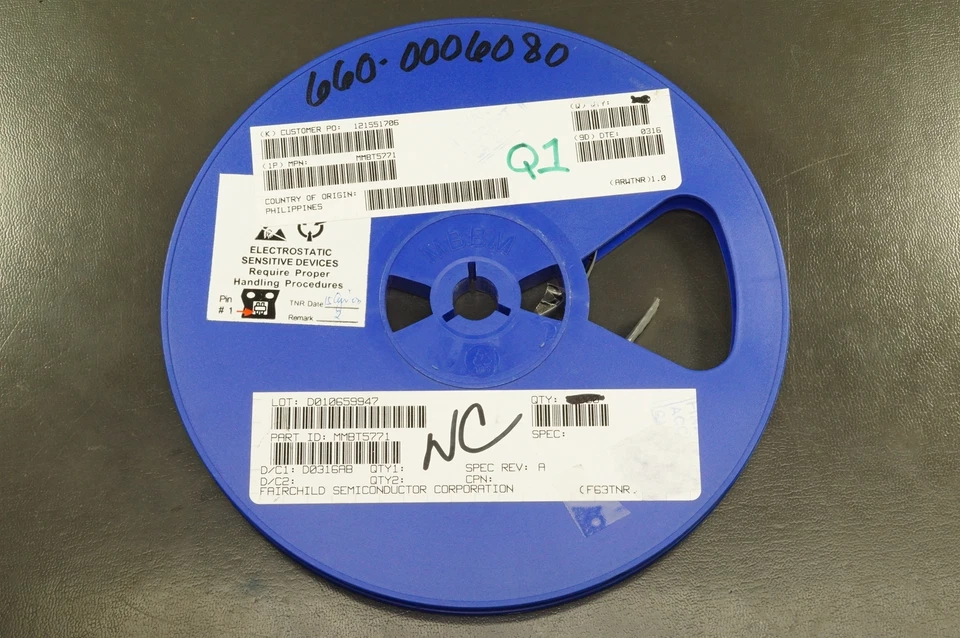 660-0006080
(K) CUSTOMER PO: 121551706
(Q) QTY:
(1P) MPN: MMBT5771
(9D) DTE: 0316
Q1
COUNTRY OF ORIGIN:
PHILIPPINES
(ARWTNR)1.0
ELECTROSTATIC
SENSITIVE DEVICES
Require Proper
Handling Procedures
Pin
# 1
TNR Date
Remark 2
LOT: D010659947
QTY:
PART ID: MMBT5771
NC
SPEC:
D/C1: D0316AB QTY1: SPEC REV: A
D/C2: QTY2: CPN:
FAIRCHILD SEMICONDUCTOR CORPORATION (F63TNR